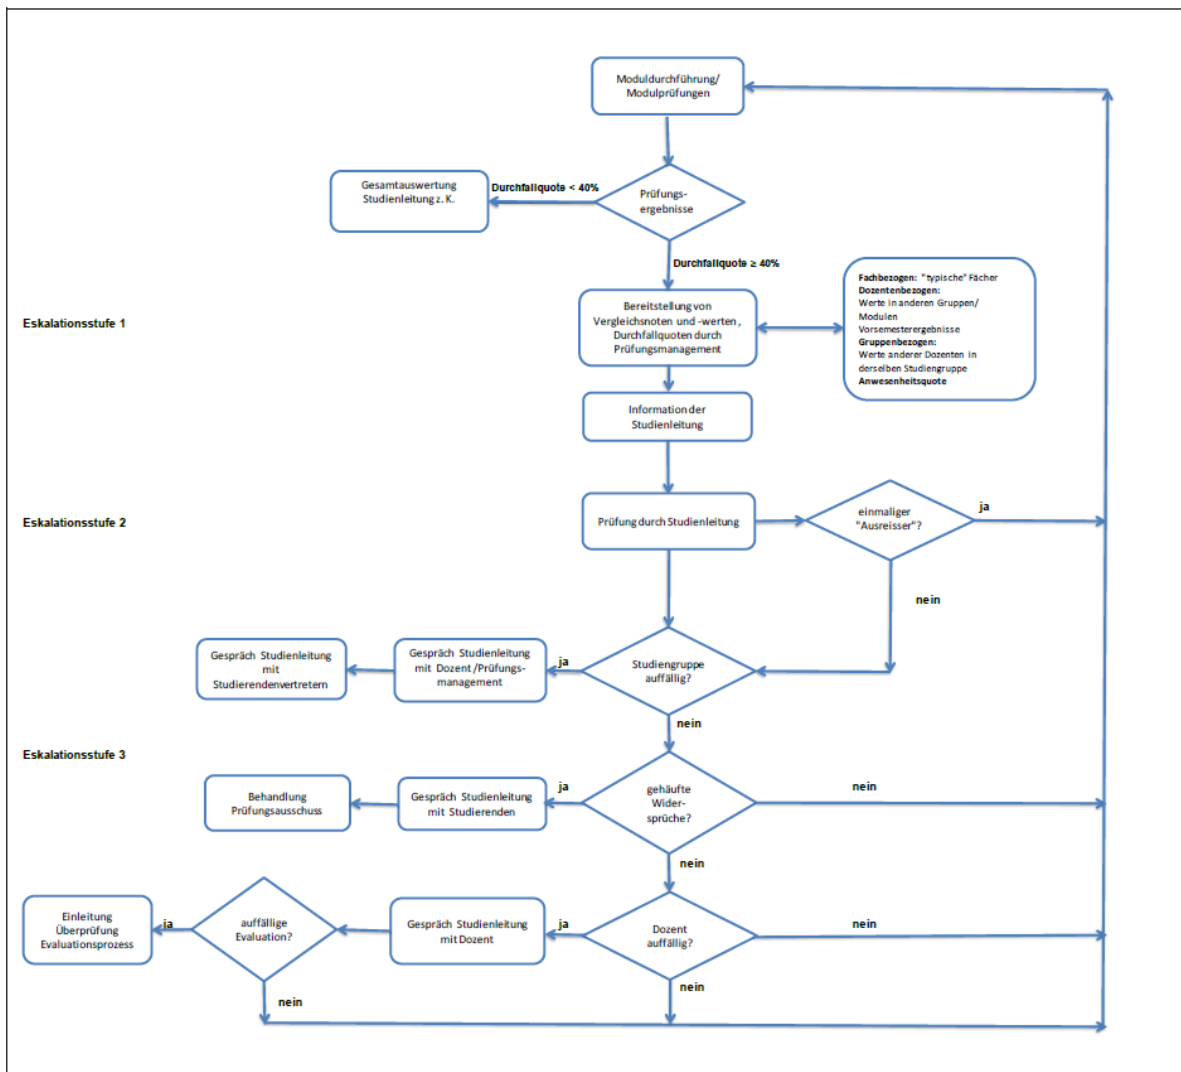 Moduldurchführung/
Modulprüfungen
Gesamtauswertung
Studienleitung z. K.
Durchfallquote < 40%
Prüfungs-
ergebnisse
Durchfallquote ≥ 40%
Eskalationsstufe 1
Bereitstellung von
Vergleichsnoten und -werten,
Durchfallquoten durch
Prüfungsmanagement
Fachbezogen: "typische" Fächer
Dozentenbezogen:
Werte in anderen Gruppen/
Modulen
Vorsemesterergebnisse
Gruppenbezogen:
Werte anderer Dozenten in
derselben Studiengruppe
Anwesenheitsquote
Information der
Studienleitung
Eskalationsstufe 2
Prüfung durch Studienleitung
einmaliger
"Ausreisser"?
ja
nein
Gespräch Studienleitung
mit
Studierendenvertretern
Gespräch Studienleitung
mit Dozent/Prüfungs-
management
ja
Studiengruppe
auffällig?
nein
Eskalationsstufe 3
Behandlung
Prüfungsausschuss
Gespräch Studienleitung
mit Studierenden
ja
gehäufte
Wider-
sprüche?
nein
nein
Einleitung
Überprüfung
Evaluationsprozess
ja
auffällige
Evaluation?
Gespräch Studienleitung
mit Dozent
ja
Dozent
auffällig?
nein
nein
nein